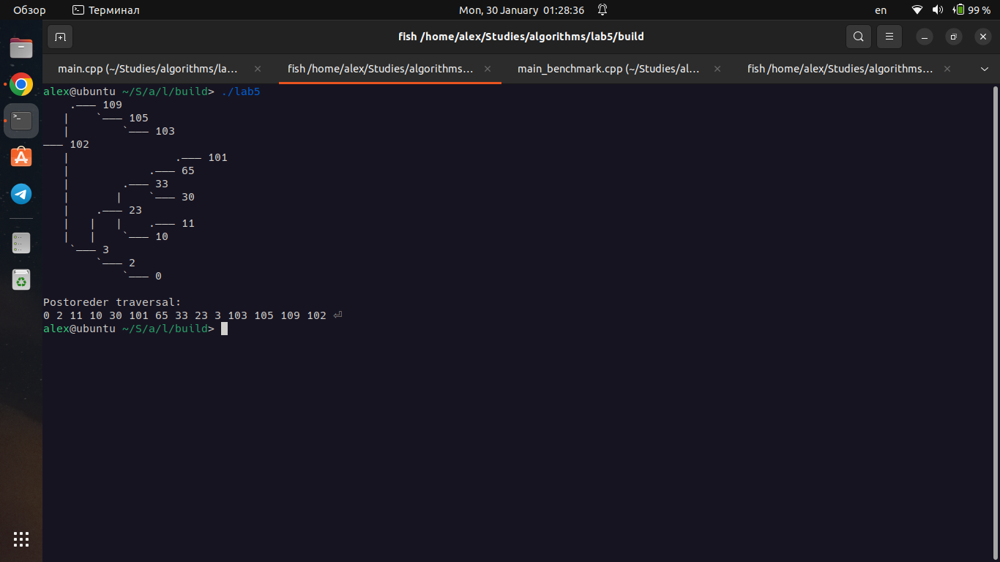 Обзор Терминал Mon, 30 January 01:28:36 en 99 %
fish /home/alex/Studies/algorithms/lab5/build
main.cpp (~/Studies/algorithms/la... fish /home/alex/Studies/algorithms... main_benchmark.cpp (~/Studies/al... fish /home/alex/Studies/algorithms...
alex@ubuntu ~/S/a/l/build> ./lab5
    .——— 109
   |    `——— 105
   |        `——— 103
——— 102
   |                .——— 101
   |            .——— 65
   |        .——— 33
   |       |    `——— 30
   |    .——— 23
   |   |   |    .——— 11
   |   |    `——— 10
    `——— 3
        `——— 2
            `——— 0
Postoreder traversal:
0 2 11 10 30 101 65 33 23 3 103 105 109 102 ⏎
alex@ubuntu ~/S/a/l/build>